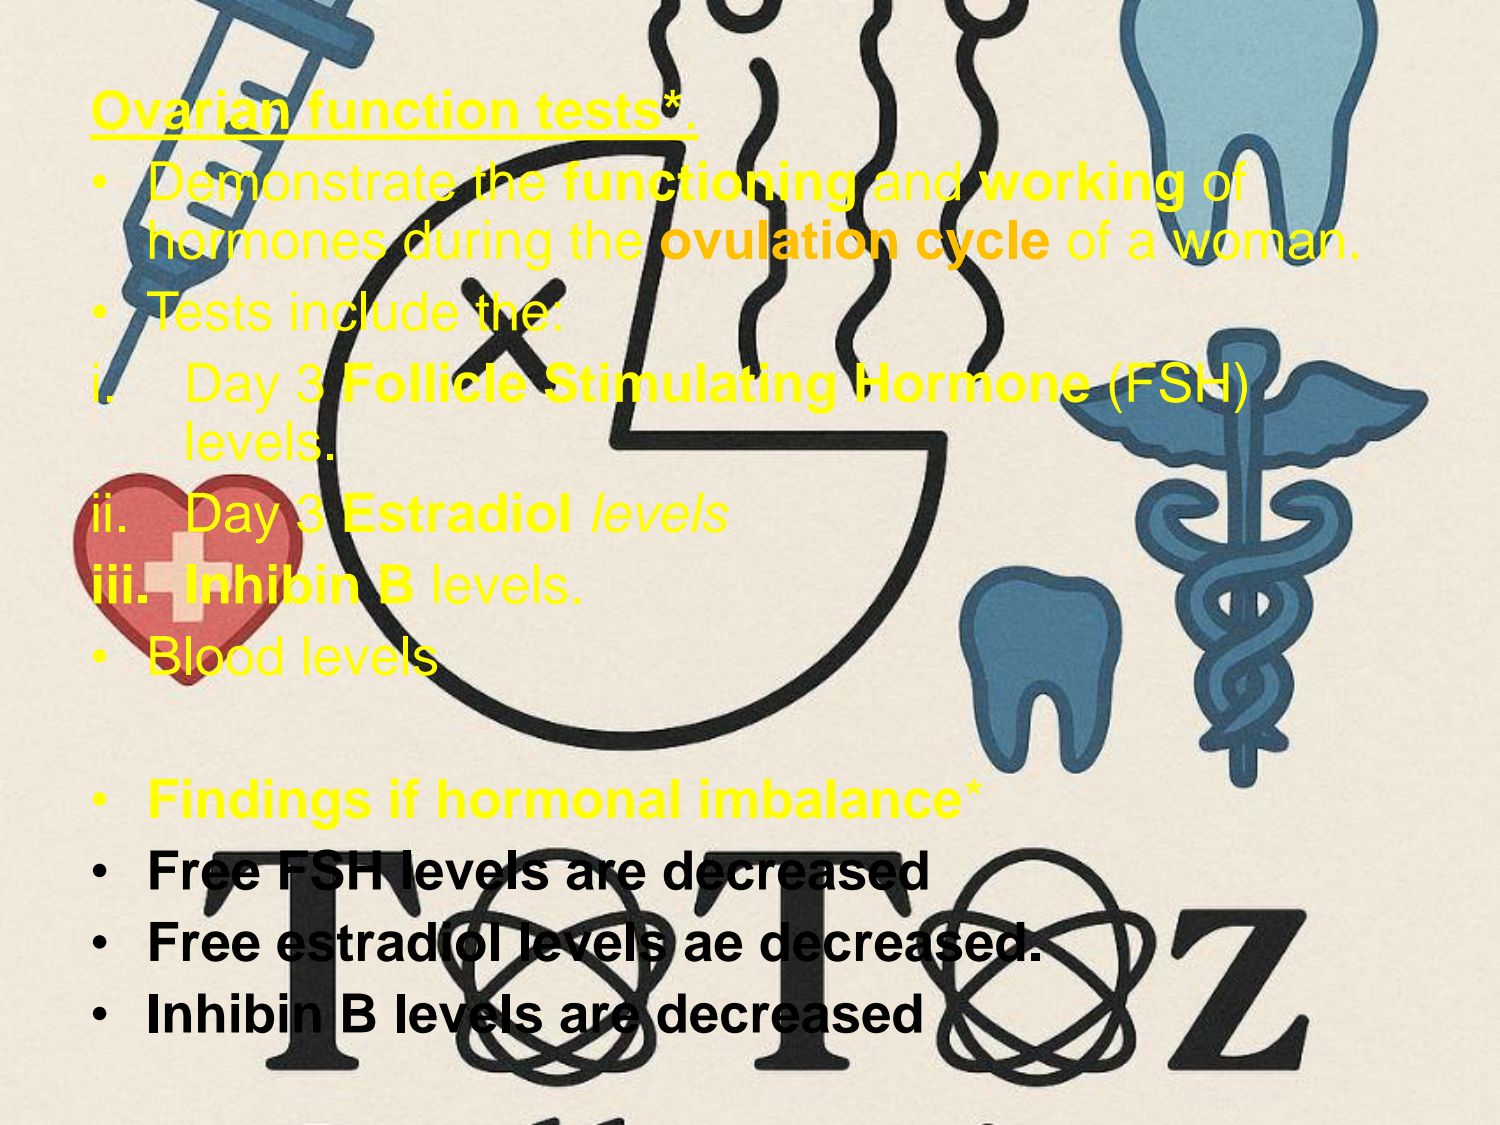 Ovarian function tests*.
• Demonstrate the functioning and working of
hormones during the ovulation cycle of a woman.
• Tests include the:
i. Day 3 Follicle Stimulating Hormone (FSH)
levels.
ii. Day 3 Estradiol levels
iii. Inhibin B levels.
• Blood levels
• Findings if hormonal imbalance*
• Free FSH levels are decreased
• Free estradiol levels ae decreased.
• Inhibin B levels are decreased
TOTOZ